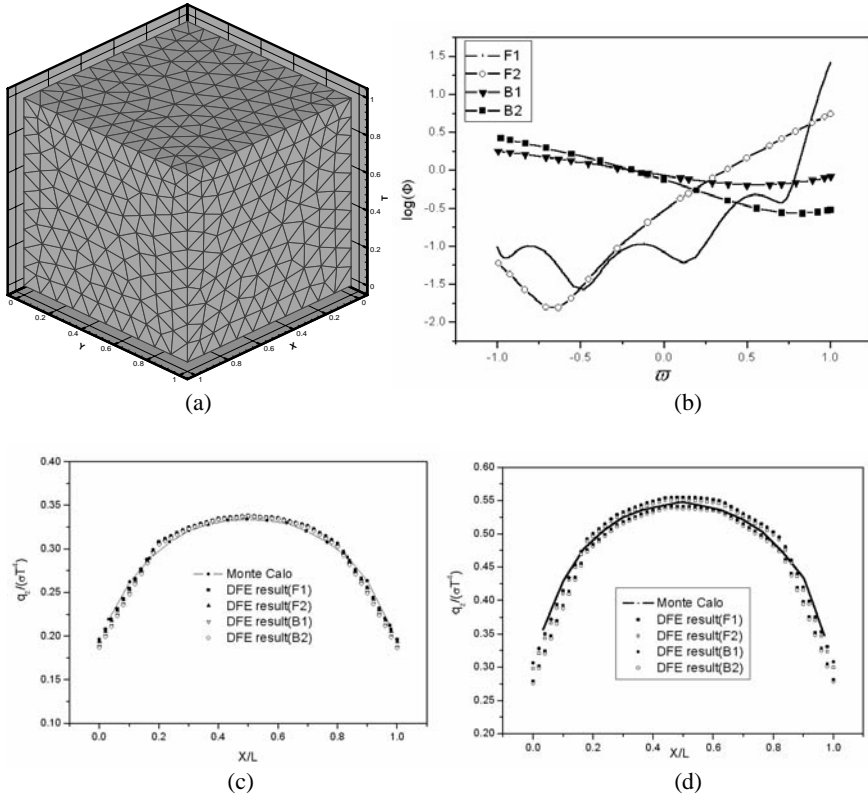 1
0.8
0.6
T
0.4
0.2
0
0
0.2
0.4
Y
0.6
0.8
1
1
0.8
0.6
X
0.4
0.2
0
(a)
F1
F2
B1
B2
1.5
1.0
0.5
0.0
-0.5
-1.0
-1.5
-2.0
log(Φ)
-1.0 -0.5 0.0 0.5 1.0
ϖ
(b)
0.40
0.35
0.30
0.25
0.20
0.15
0.10
Monte Calo
DFE result(F1)
DFE result(F2)
DFE result(B1)
DFE result(B2)
0.0 0.2 0.4 0.6 0.8 1.0
X/L
(c)
0.60
0.55
0.50
0.45
0.40
0.35
0.30
0.25
0.20
Monte Calo
DFE result(F1)
DFE result(F2)
DFE result(B1)
DFE result(B2)
0.0 0.2 0.4 0.6 0.8 1.0
X/L
(d)